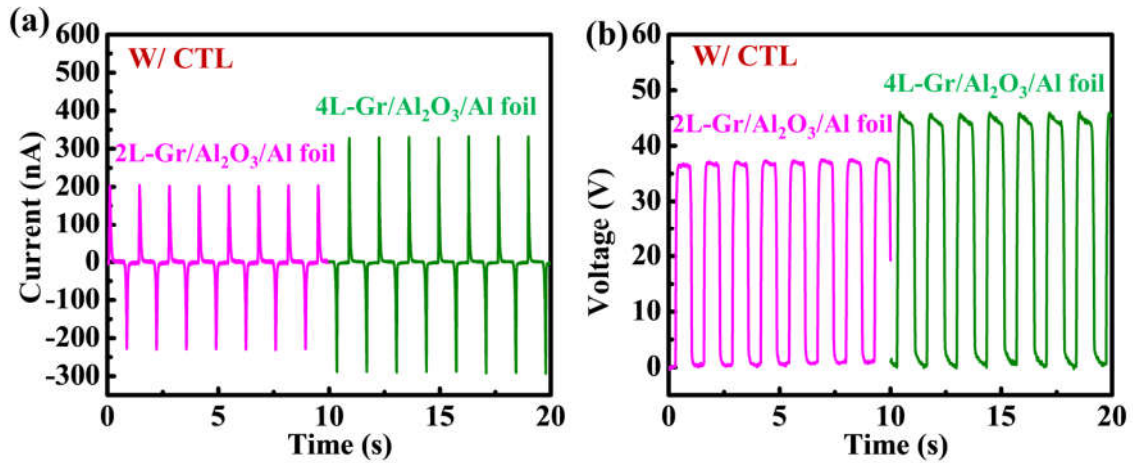 (a)
600
500
400
300
200
100
0
-100
-200
-300
Current (nA)
W/ CTL
4L-Gr/Al₂O₃/Al foil
2L-Gr/Al₂O₃/Al foil
0 5 10 15 20
Time (s)
(b)
60
50
40
30
20
10
0
Voltage (V)
W/ CTL
4L-Gr/Al₂O₃/Al foil
2L-Gr/Al₂O₃/Al foil
0 5 10 15 20
Time (s)